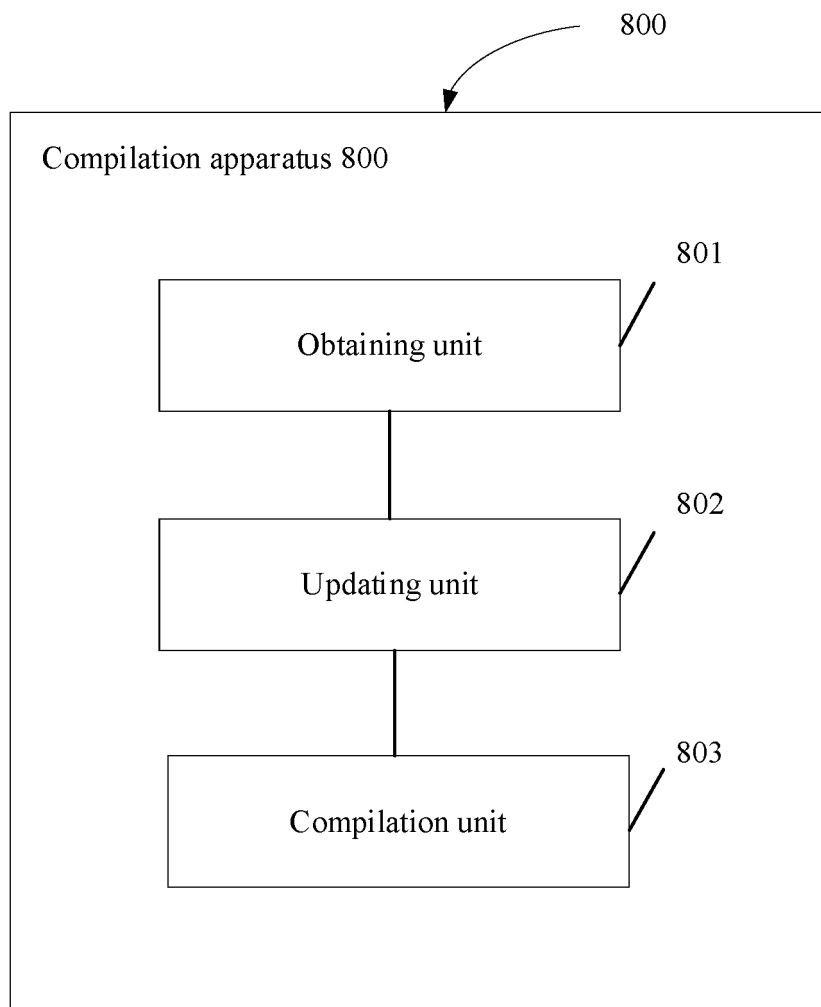 800
Compilation apparatus 800
801
Obtaining unit
802
Updating unit
803
Compilation unit